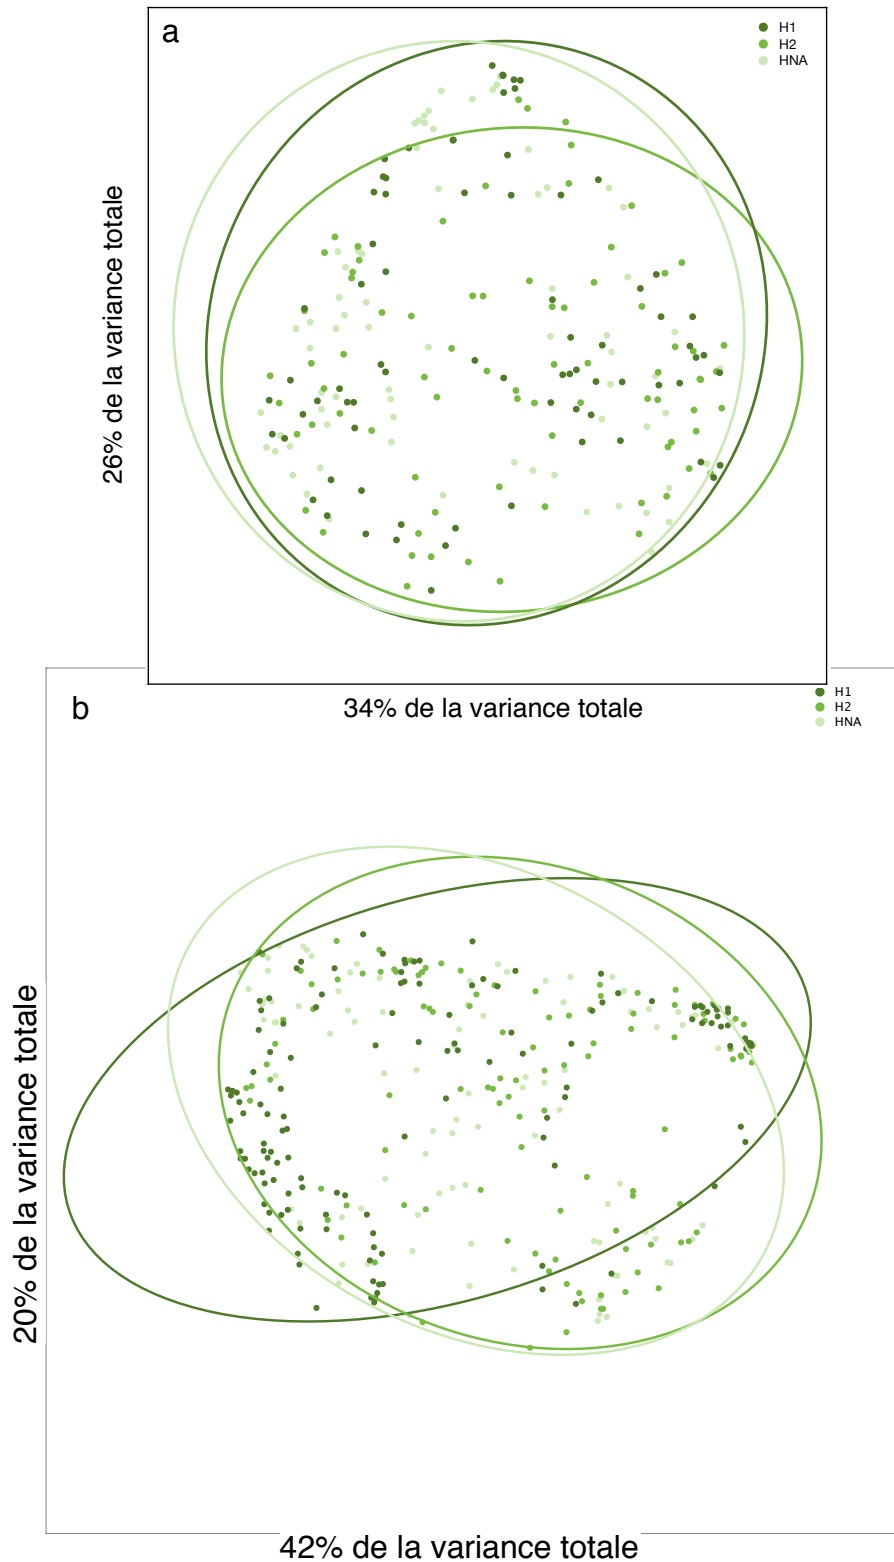 a
H1
H2
HNA
26% de la variance totale
34% de la variance totale
b
H1
H2
HNA
20% de la variance totale
42% de la variance totale